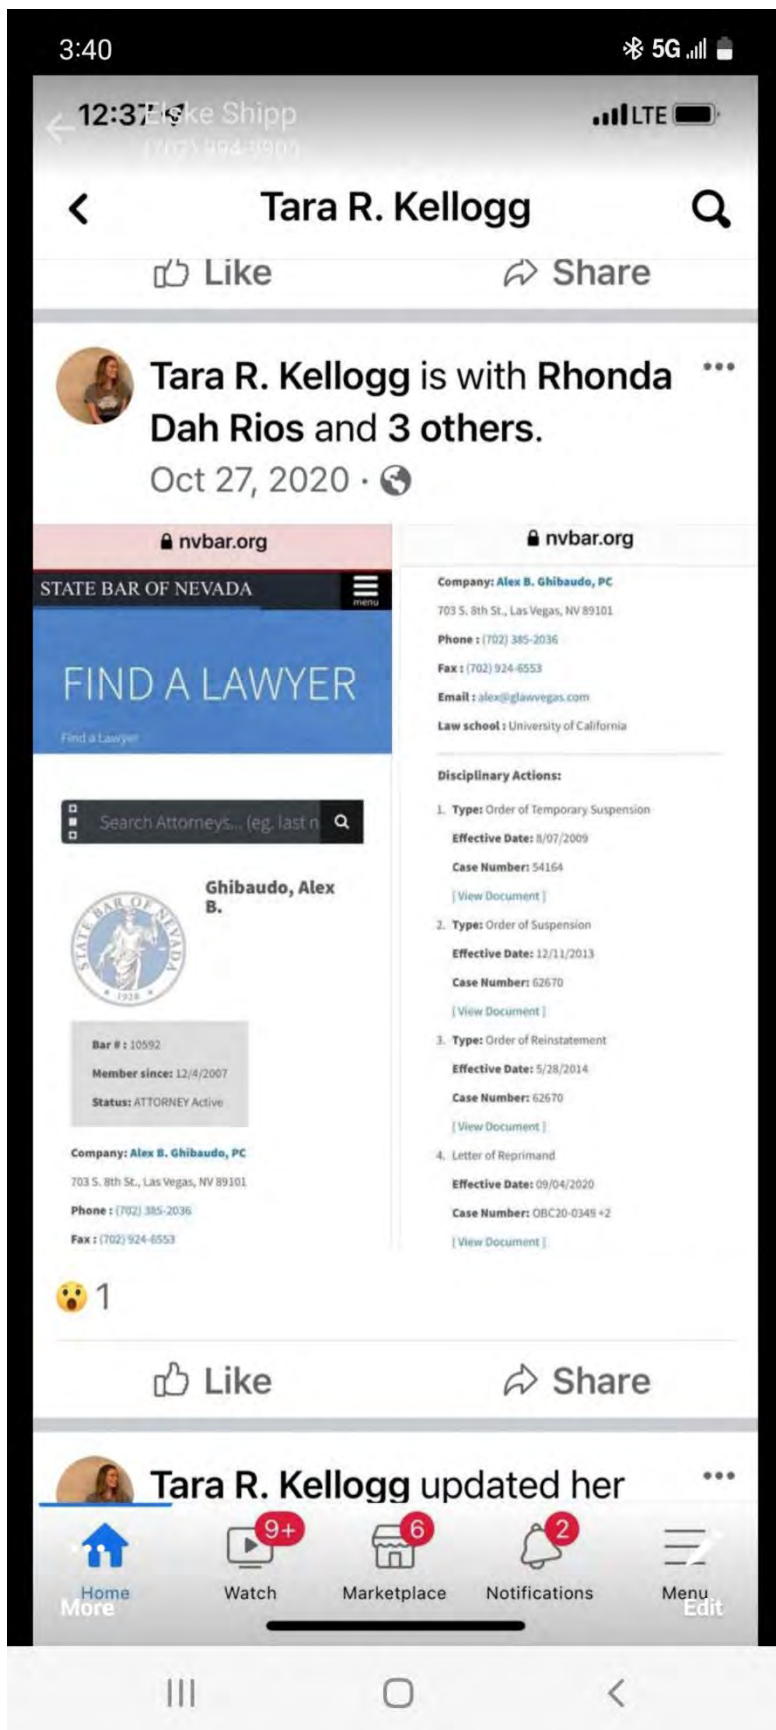 3:40
5G
12:37
Elske Shipp
LTE
Tara R. Kellogg
Like
Share
Tara R. Kellogg is with Rhonda
Dah Rios and 3 others.
Oct 27, 2020 ·
nvbar.org
STATE BAR OF NEVADA
menu
FIND A LAWYER
Find a Lawyer
Search Attorneys... (eg. last n
Ghibaudo, Alex
B.
STATE BAR OF NEVADA
1928
Bar # : 10592
Member since: 12/4/2007
Status: ATTORNEY Active
Company: Alex B. Ghibaudo, PC
703 S. 8th St., Las Vegas, NV 89101
Phone : (702) 385-2036
Fax : (702) 924-6553
nvbar.org
Company: Alex B. Ghibaudo, PC
703 S. 8th St., Las Vegas, NV 89101
Phone : (702) 385-2036
Fax : (702) 924-6553
Email : alex@glawvegas.com
Law school : University of California
Disciplinary Actions:
1. Type: Order of Temporary Suspension
Effective Date: 8/07/2009
Case Number: 54164
[ View Document ]
2. Type: Order of Suspension
Effective Date: 12/11/2013
Case Number: 62670
[ View Document ]
3. Type: Order of Reinstatement
Effective Date: 5/28/2014
Case Number: 62670
[ View Document ]
4. Letter of Reprimand
Effective Date: 09/04/2020
Case Number: OBC20-0349 +2
[ View Document ]
1
Like
Share
Tara R. Kellogg updated her
9+
6
2
Home
Watch
Marketplace
Notifications
Menu
More
Edit